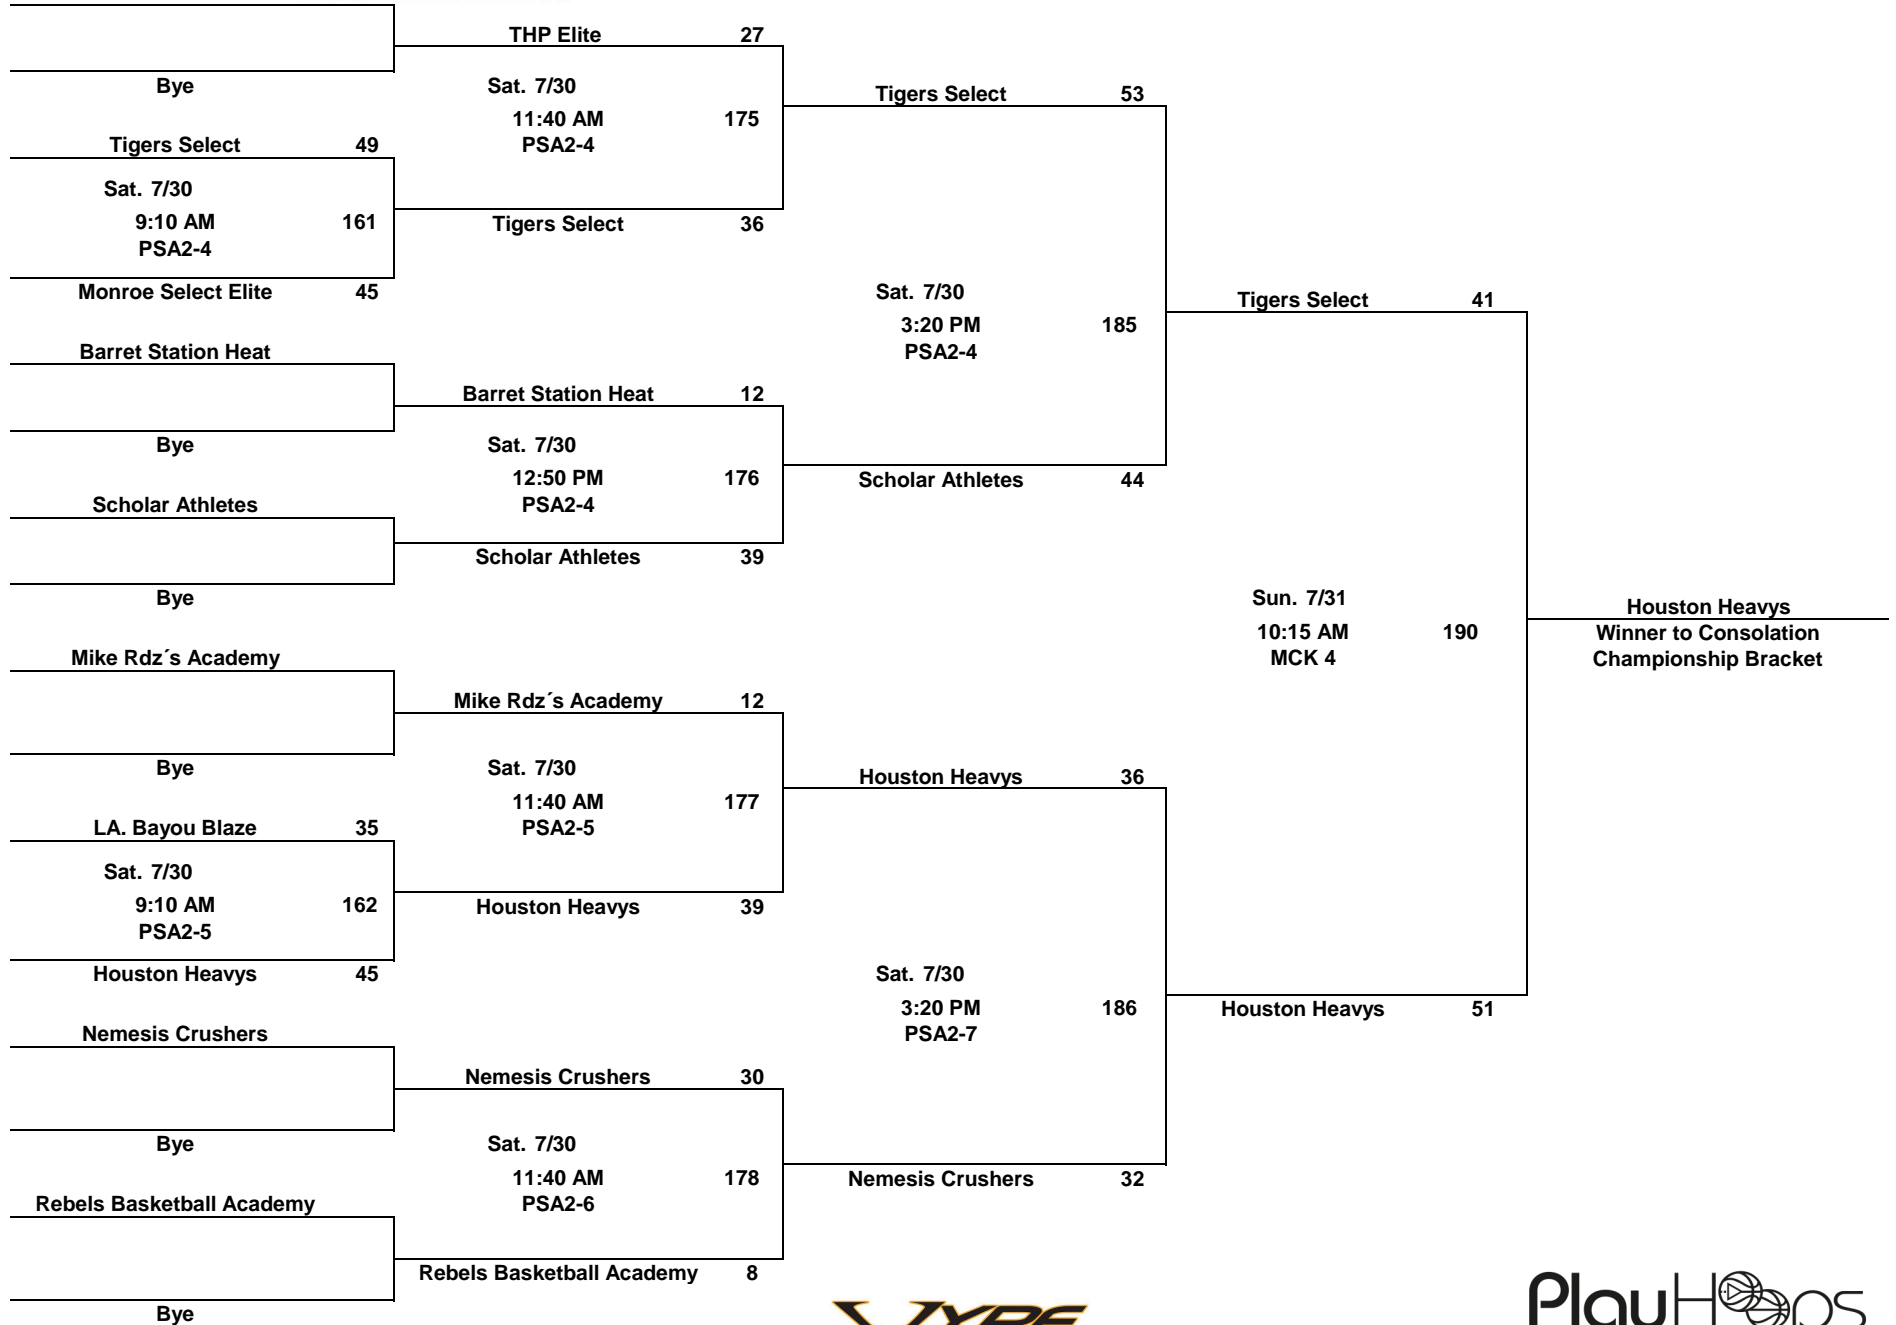 THP Elite 27
Bye
Sat. 7/30
11:40 AM 175
PSA2-4
Tigers Select 53
Tigers Select 49
Sat. 7/30
9:10 AM 161
PSA2-4
Tigers Select 36
Monroe Select Elite 45
Sat. 7/30
3:20 PM 185
PSA2-4
Tigers Select 41
Barret Station Heat
Barret Station Heat 12
Bye
Sat. 7/30
12:50 PM 176
PSA2-4
Scholar Athletes 44
Scholar Athletes
Scholar Athletes 39
Bye
Sun. 7/31
10:15 AM 190
MCK 4
Houston Heavys
Winner to Consolation
Championship Bracket
Mike Rdz´s Academy
Mike Rdz´s Academy 12
Bye
Sat. 7/30
11:40 AM 177
PSA2-5
Houston Heavys 36
LA. Bayou Blaze 35
Sat. 7/30
9:10 AM 162
PSA2-5
Houston Heavys 39
Houston Heavys 45
Sat. 7/30
3:20 PM 186
PSA2-7
Houston Heavys 51
Nemesis Crushers
Nemesis Crushers 30
Bye
Sat. 7/30
11:40 AM 178
PSA2-6
Nemesis Crushers 32
Rebels Basketball Academy
Rebels Basketball Academy 8
Bye
VYPE
PlayHoops